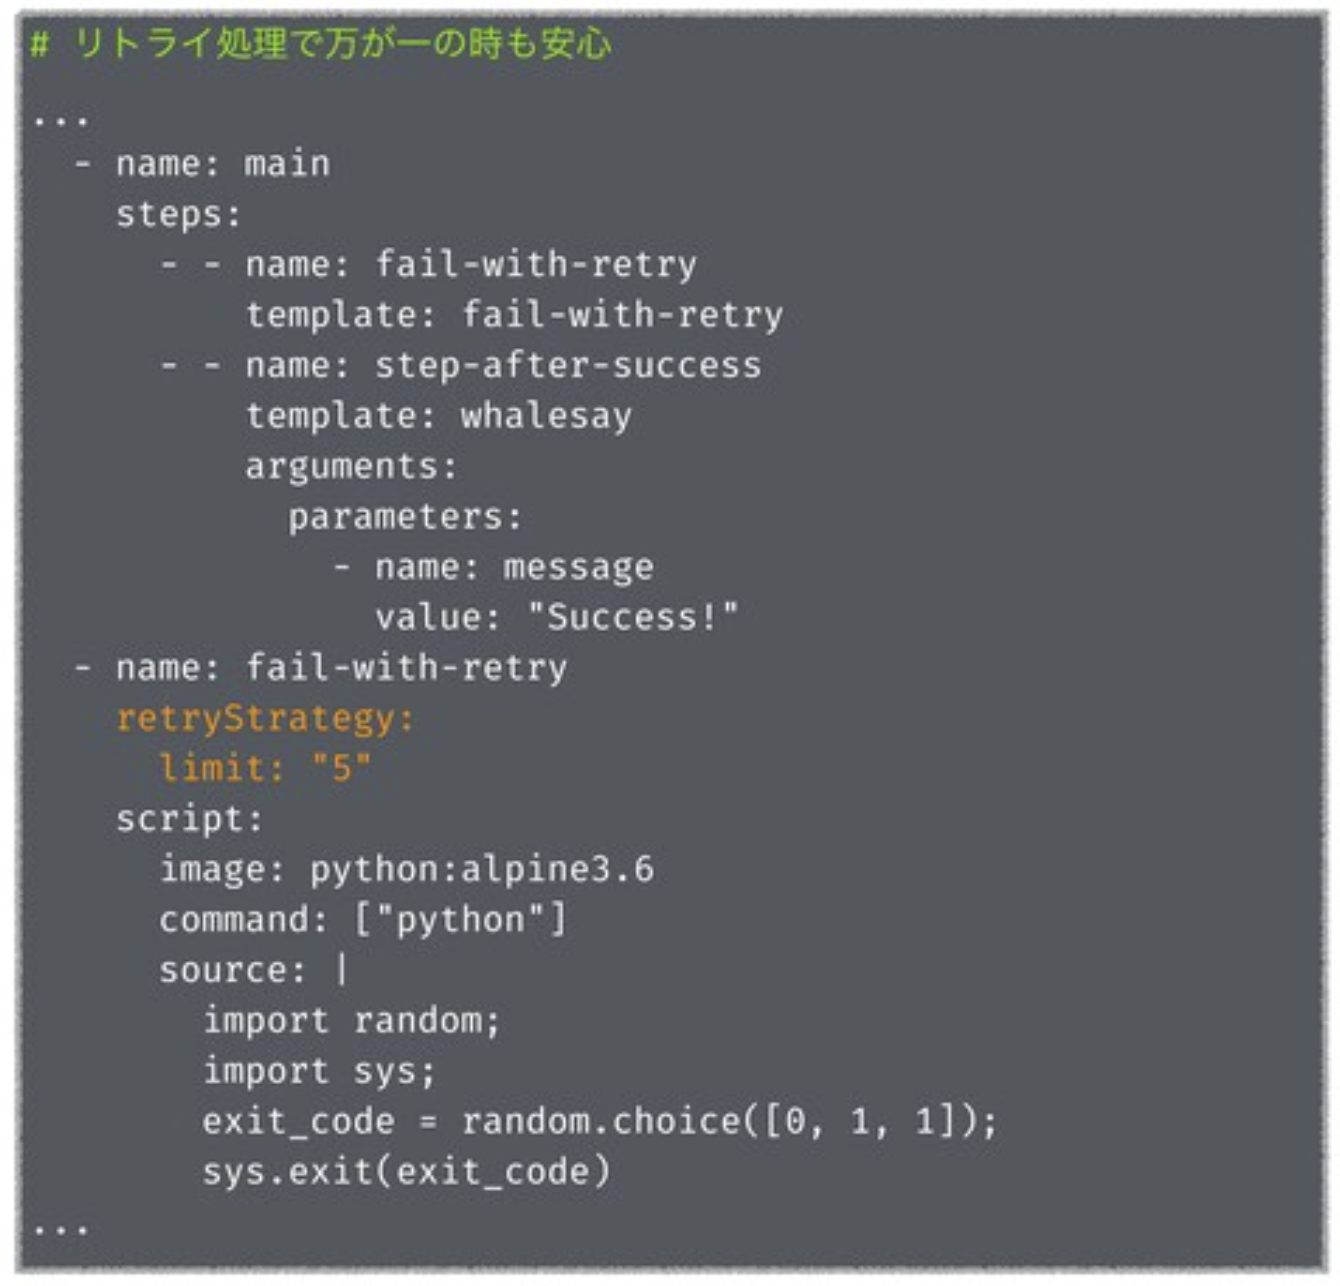 # リトライ処理で万が一の時も安心
...
  - name: main
    steps:
      - - name: fail-with-retry
          template: fail-with-retry
      - - name: step-after-success
          template: whalesay
          arguments:
            parameters:
              - name: message
                value: "Success!"
  - name: fail-with-retry
    retryStrategy:
      limit: "5"
    script:
      image: python:alpine3.6
      command: ["python"]
      source: |
        import random;
        import sys;
        exit_code = random.choice([0, 1, 1]);
        sys.exit(exit_code)
...